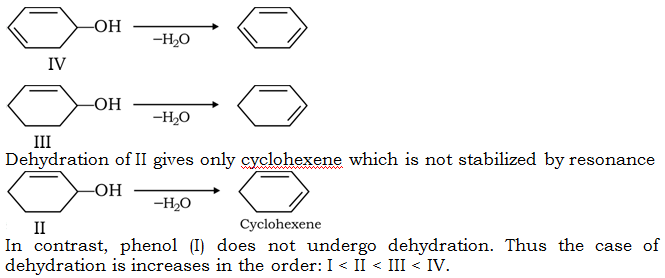 OH
–H₂O
IV
OH
–H₂O
III
Dehydration of II gives only cyclohexene which is not stabilized by resonance
OH
–H₂O
II
Cyclohexene
In contrast, phenol (I) does not undergo dehydration. Thus the case of
dehydration is increases in the order: I < II < III < IV.